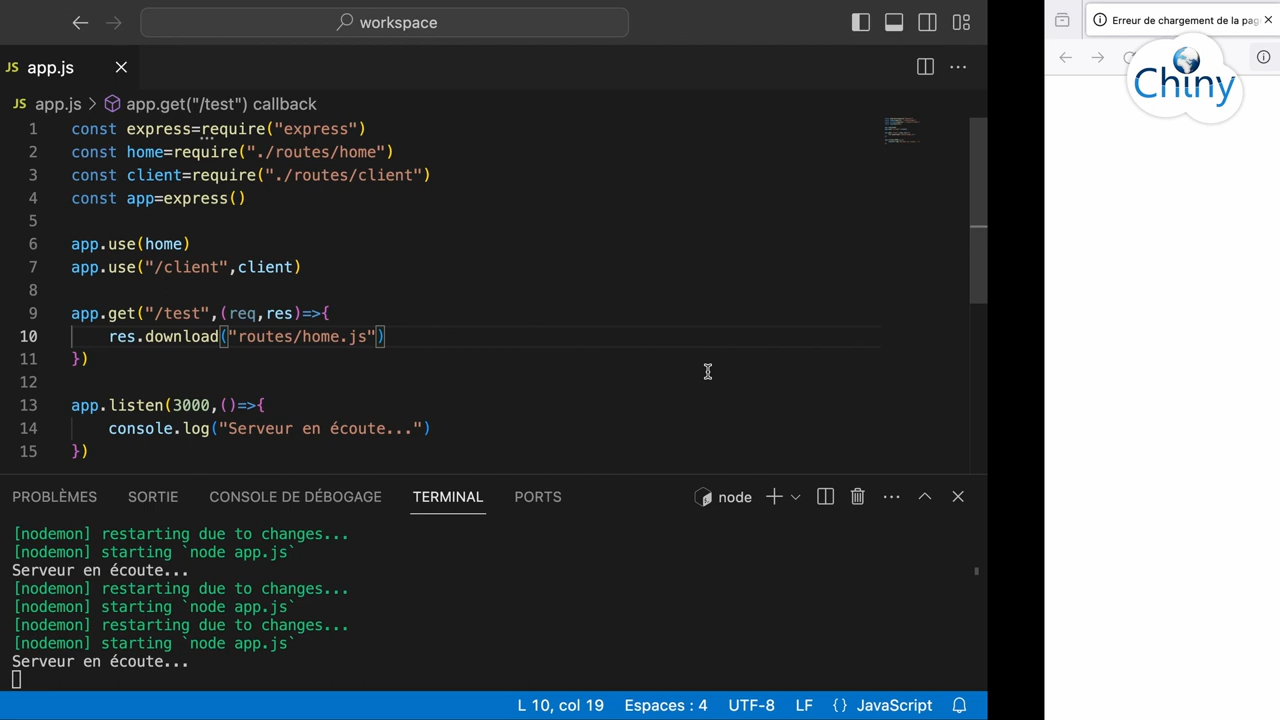 workspace
JS app.js
JS app.js > app.get("/test") callback
1 const express=require("express")
2 const home=require("./routes/home")
3 const client=require("./routes/client")
4 const app=express()
5
6 app.use(home)
7 app.use("/client",client)
8
9 app.get("/test",(req,res)=>{
10 res.download("routes/home.js")
11 })
12
13 app.listen(3000,()=>{
14 console.log("Serveur en écoute...")
15 })
PROBLÈMES SORTIE CONSOLE DE DÉBOGAGE TERMINAL PORTS node
[nodemon] restarting due to changes...
[nodemon] starting `node app.js`
Serveur en écoute...
[nodemon] restarting due to changes...
[nodemon] starting `node app.js`
[nodemon] restarting due to changes...
[nodemon] starting `node app.js`
Serveur en écoute...
L 10, col 19 Espaces : 4 UTF-8 LF {} JavaScript
Erreur de chargement de la pag
Chiny